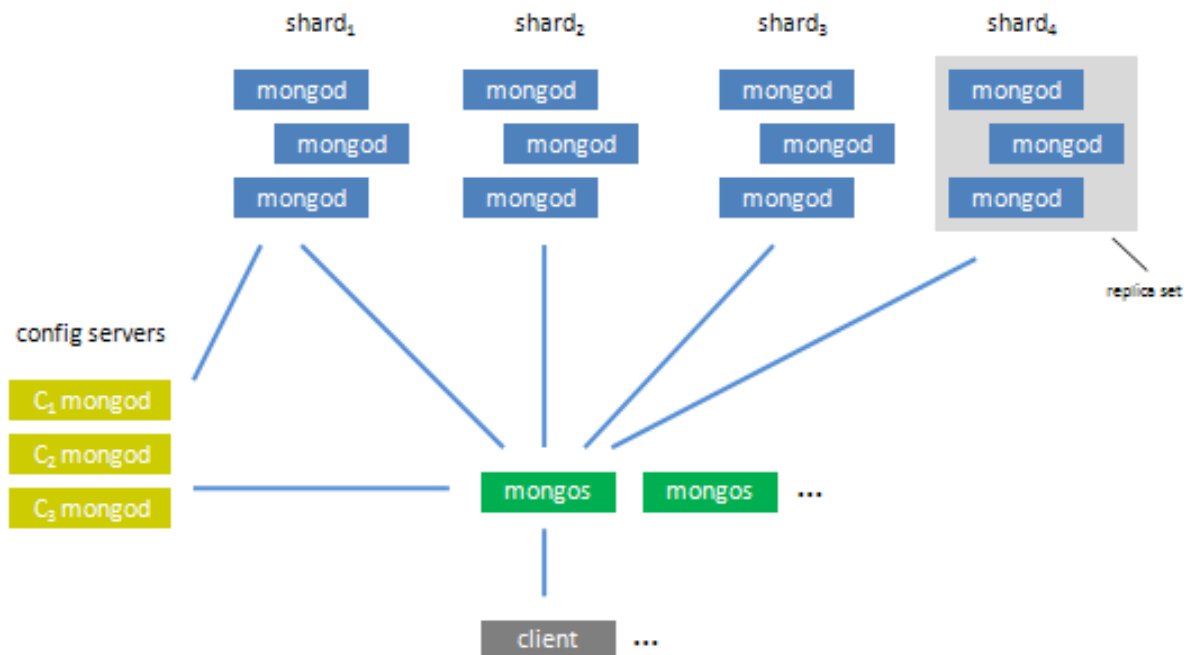 shard₁ shard₂ shard₃ shard₄
mongod mongod mongod mongod
mongod mongod mongod mongod
mongod mongod mongod mongod
replica set
config servers
C₁ mongod
C₂ mongod
mongos mongos ...
C₃ mongod
client ...